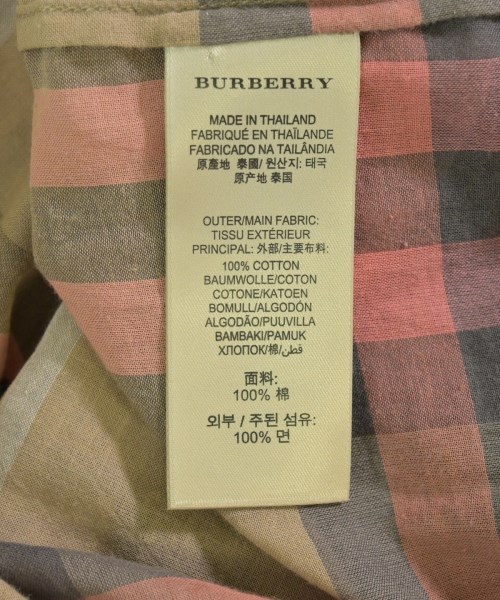 BURBERRY
MADE IN THAILAND
FABRIQUÉ EN THAÏLANDE
FABRICADO NA TAILÂNDIA
原產地 泰國/ 원산지: 태국
原产地 泰国
OUTER/MAIN FABRIC:
TISSU EXTÉRIEUR
PRINCIPAL: 外部/主要布料:
100% COTTON
BAUMWOLLE/COTON
COTONE/KATOEN
BOMULL/ALGODÓN
ALGODÃO/PUUVILLA
BAMBAKI/PAMUK
ХЛОПОК/棉/قطن
面料:
100% 棉
외부 / 주된 섬유:
100% 면